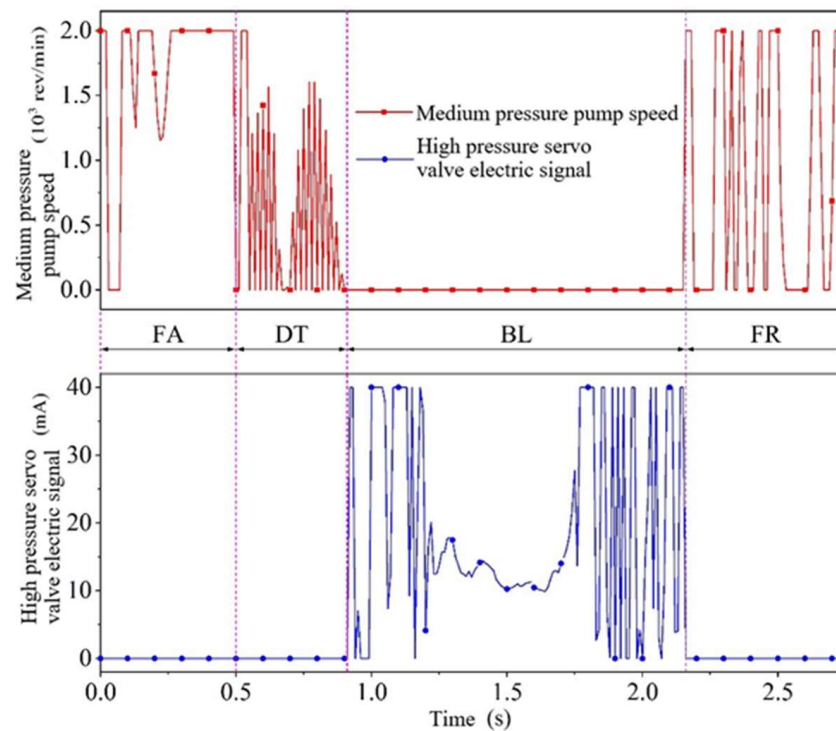 Medium pressure
pump speed (10³ rev/min)
2.0
1.5
1.0
0.5
0.0
Medium pressure pump speed
High pressure servo
valve electric signal
FA
DT
BL
FR
High pressure servo
valve electric signal (mA)
40
30
20
10
0
0.0
0.5
1.0
1.5
2.0
2.5
Time (s)